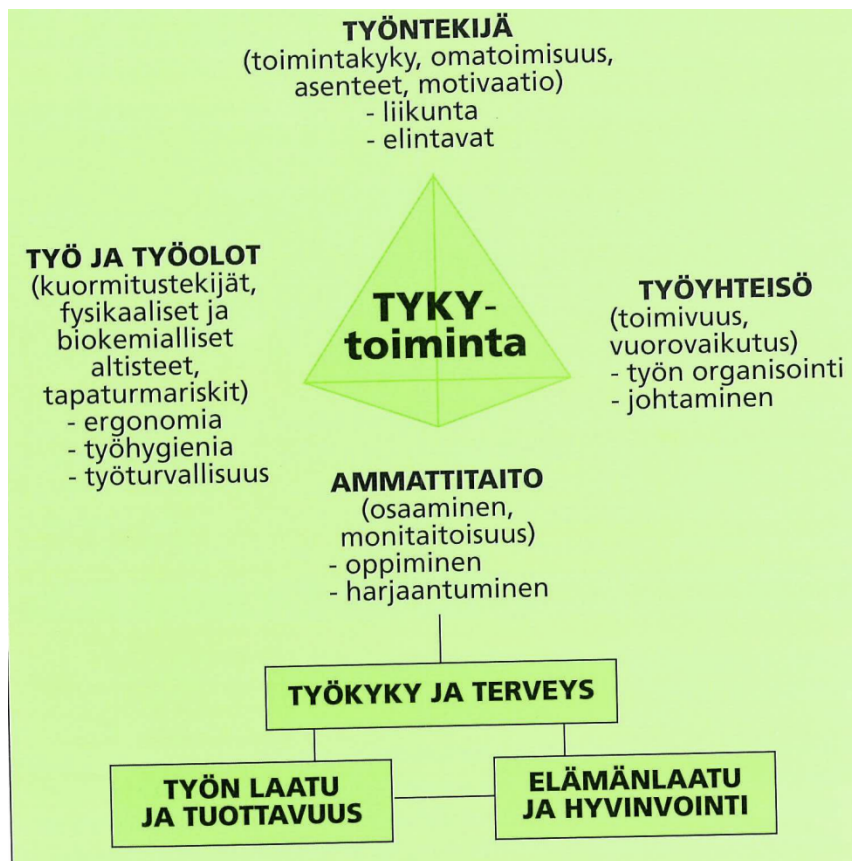 TYÖNTEKIJÄ
(toimintakyky, omatoimisuus,
asenteet, motivaatio)
- liikunta
- elintavat
TYÖ JA TYÖOLOT
(kuormitustekijät,
fysikaaliset ja
biokemialliset
altisteet,
tapaturmariskit)
- ergonomia
- työhygienia
- työturvallisuus
TYKY-
toiminta
TYÖYHTEISÖ
(toimivuus,
vuorovaikutus)
- työn organisointi
- johtaminen
AMMATTITAITO
(osaaminen,
monitaitoisuus)
- oppiminen
- harjaantuminen
TYÖKYKY JA TERVEYS
TYÖN LAATU
JA TUOTTAVUUS
ELÄMÄNLAATU
JA HYVINVOINTI